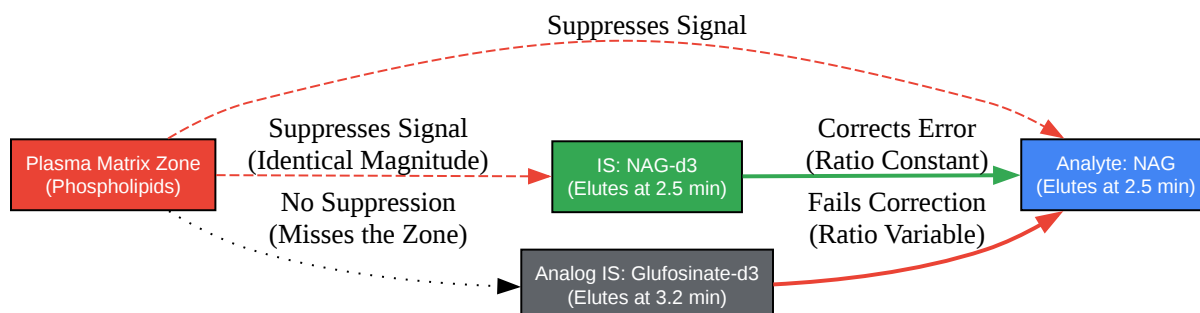 Suppresses Signal
Plasma Matrix Zone
(Phospholipids)
Suppresses Signal
(Identical Magnitude)
IS: NAG-d3
(Elutes at 2.5 min)
Corrects Error
(Ratio Constant)
Analyte: NAG
(Elutes at 2.5 min)
No Suppression
(Misses the Zone)
Fails Correction
(Ratio Variable)
Analog IS: Glufosinate-d3
(Elutes at 3.2 min)